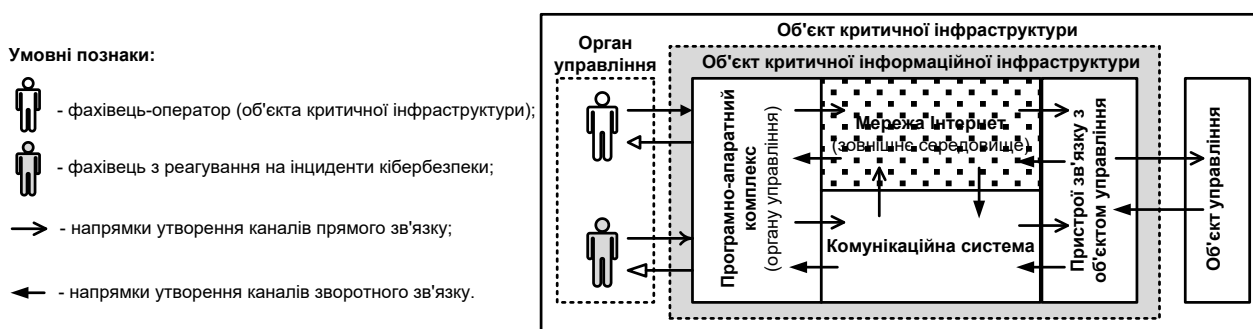 Умовні познаки:
- фахівець-оператор (об'єкта критичної інфраструктури);
- фахівець з реагування на інциденти кібербезпеки;
- напрямки утворення каналів прямого зв'язку;
- напрямки утворення каналів зворотного зв'язку.
Об'єкт критичної інфраструктури
Орган
управління
Об'єкт критичної інформаційної інфраструктури
Програмно-апаратний
комплекс
(органу управління)
Мережа Інтернет
(зовнішнє середовище)
Комунікаційна система
Пристрої зв'язку з
об'єктом управління
Об'єкт управління